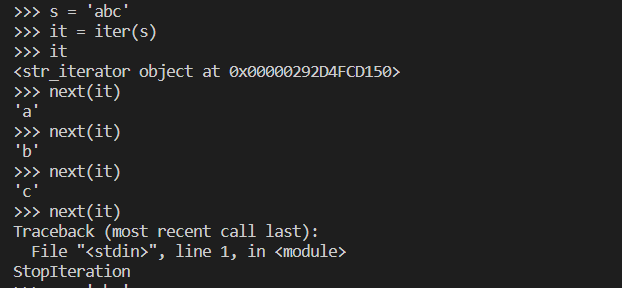 >>> s = 'abc'
>>> it = iter(s)
>>> it
<str_iterator object at 0x00000292D4FCD150>
>>> next(it)
'a'
>>> next(it)
'b'
>>> next(it)
'c'
>>> next(it)
Traceback (most recent call last):
  File "<stdin>", line 1, in <module>
StopIteration